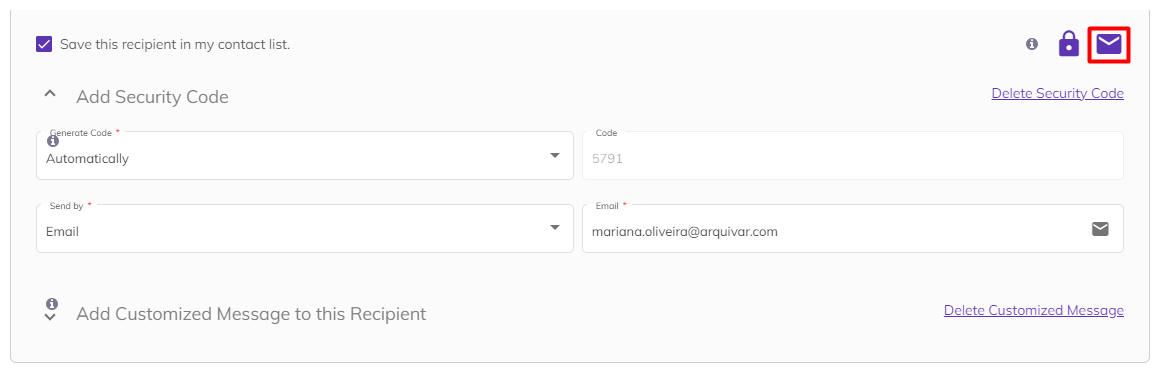 Save this recipient in my contact list.
Add Security Code
Delete Security Code
Generate Code *
Automatically
Code
5791
Send by *
Email
Email *
mariana.oliveira@arquivar.com
Add Customized Message to this Recipient
Delete Customized Message